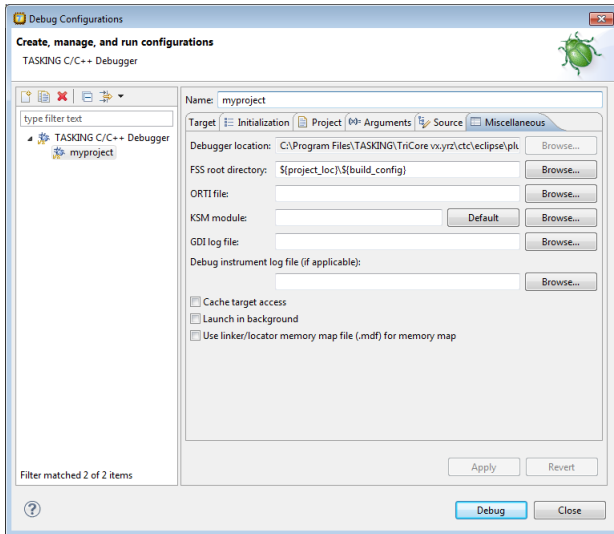 Debug Configurations
Create, manage, and run configurations
TASKING C/C++ Debugger
type filter text
TASKING C/C++ Debugger
myproject
Filter matched 2 of 2 items
Name: myproject
Target Initialization Project (x)= Arguments Source Miscellaneous
Debugger location: C:\Program Files\TASKING\TriCore vx.yrz\ctc\eclipse\plu Browse...
FSS root directory: ${project_loc}\${build_config} Browse...
ORTI file: Browse...
KSM module: Default Browse...
GDI log file: Browse...
Debug instrument log file (if applicable):
Browse...
Cache target access
Launch in background
Use linker/locator memory map file (.mdf) for memory map
Apply Revert
? Debug Close